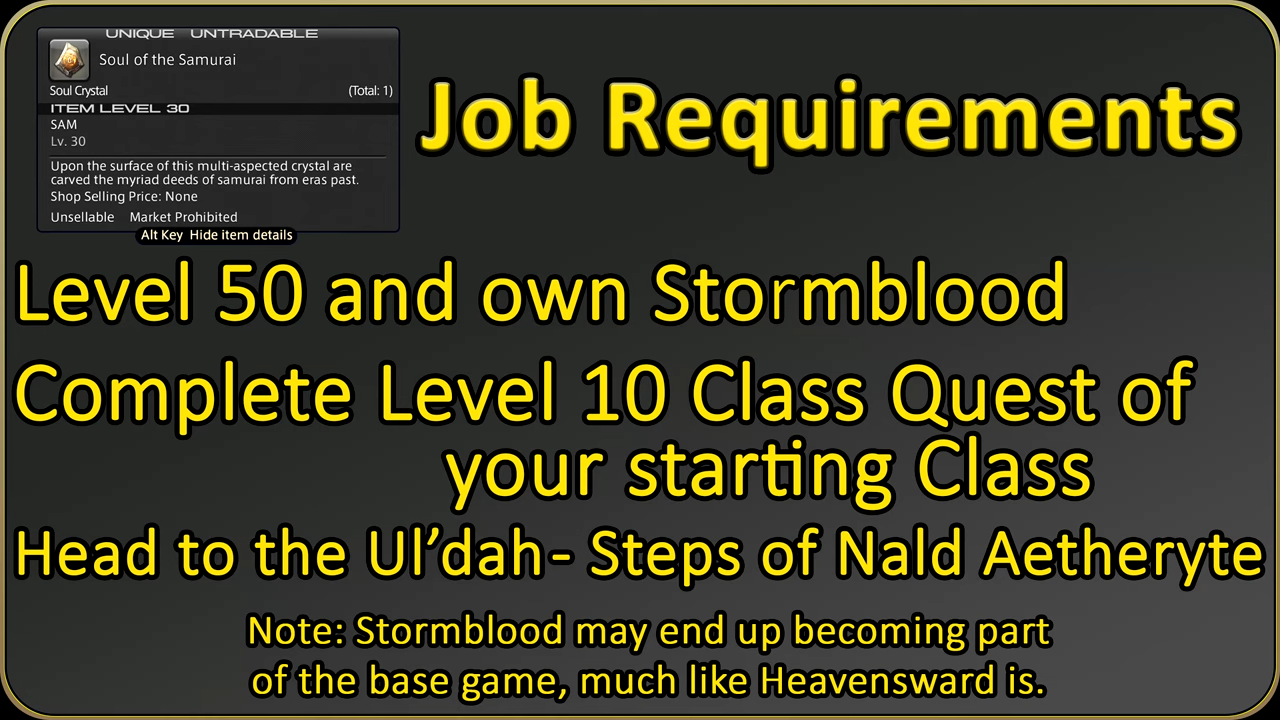 UNIQUE UNTRADABLE
Soul of the Samurai
Soul Crystal (Total: 1)
ITEM LEVEL 30
SAM
Lv. 30
Upon the surface of this multi-aspected crystal are
carved the myriad deeds of samurai from eras past.
Shop Selling Price: None
Unsellable Market Prohibited
Alt Key Hide item details
Job Requirements
Level 50 and own Stormblood
Complete Level 10 Class Quest of
your starting Class
Head to the Ul’dah- Steps of Nald Aetheryte
Note: Stormblood may end up becoming part
of the base game, much like Heavensward is.